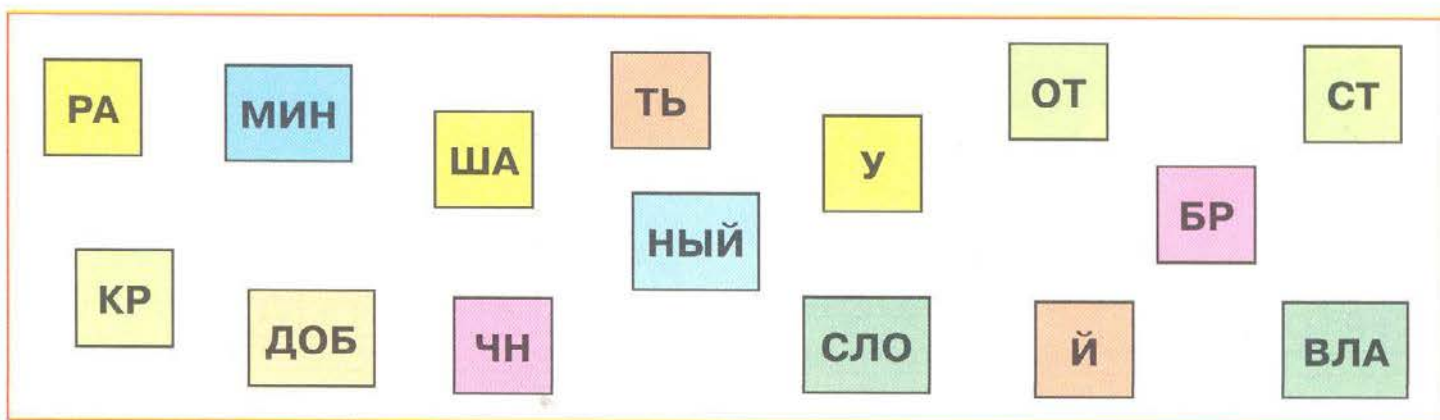 РА
МИН
ША
ТЬ
У
ОТ
СТ
БР
НЫЙ
КР
ДОБ
ЧН
СЛО
Й
ВЛА